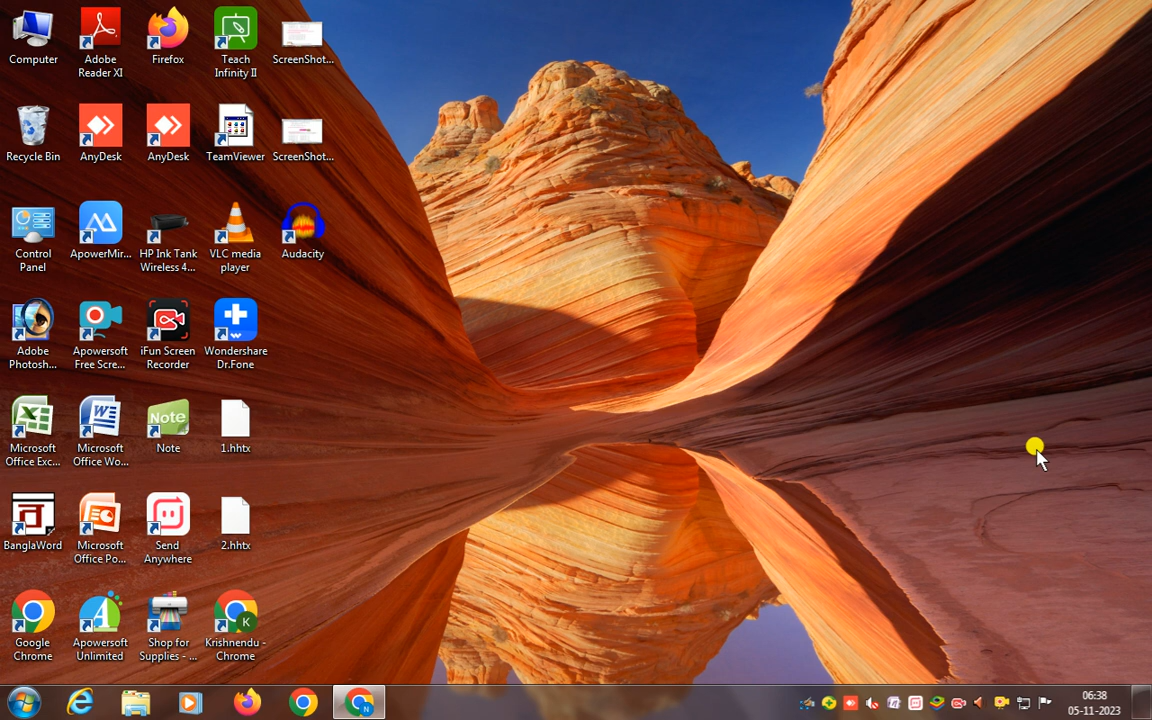 Computer
Adobe
Reader XI
Firefox
Teach
Infinity II
ScreenShot...
Recycle Bin
AnyDesk
AnyDesk
TeamViewer
ScreenShot...
Control
Panel
ApowerMir...
HP Ink Tank
Wireless 4...
VLC media
player
Audacity
Adobe
Photosh...
Apowersoft
Free Scre...
iFun Screen
Recorder
Wondershare
Dr.Fone
Microsoft
Office Exc...
Microsoft
Office Wo...
Note
Note
1.hhtx
BanglaWord
Microsoft
Office Po...
Send
Anywhere
2.hhtx
Google
Chrome
Apowersoft
Unlimited
Shop for
Supplies - ...
K
Krishnendu -
Chrome
N
06:38
05-11-2023